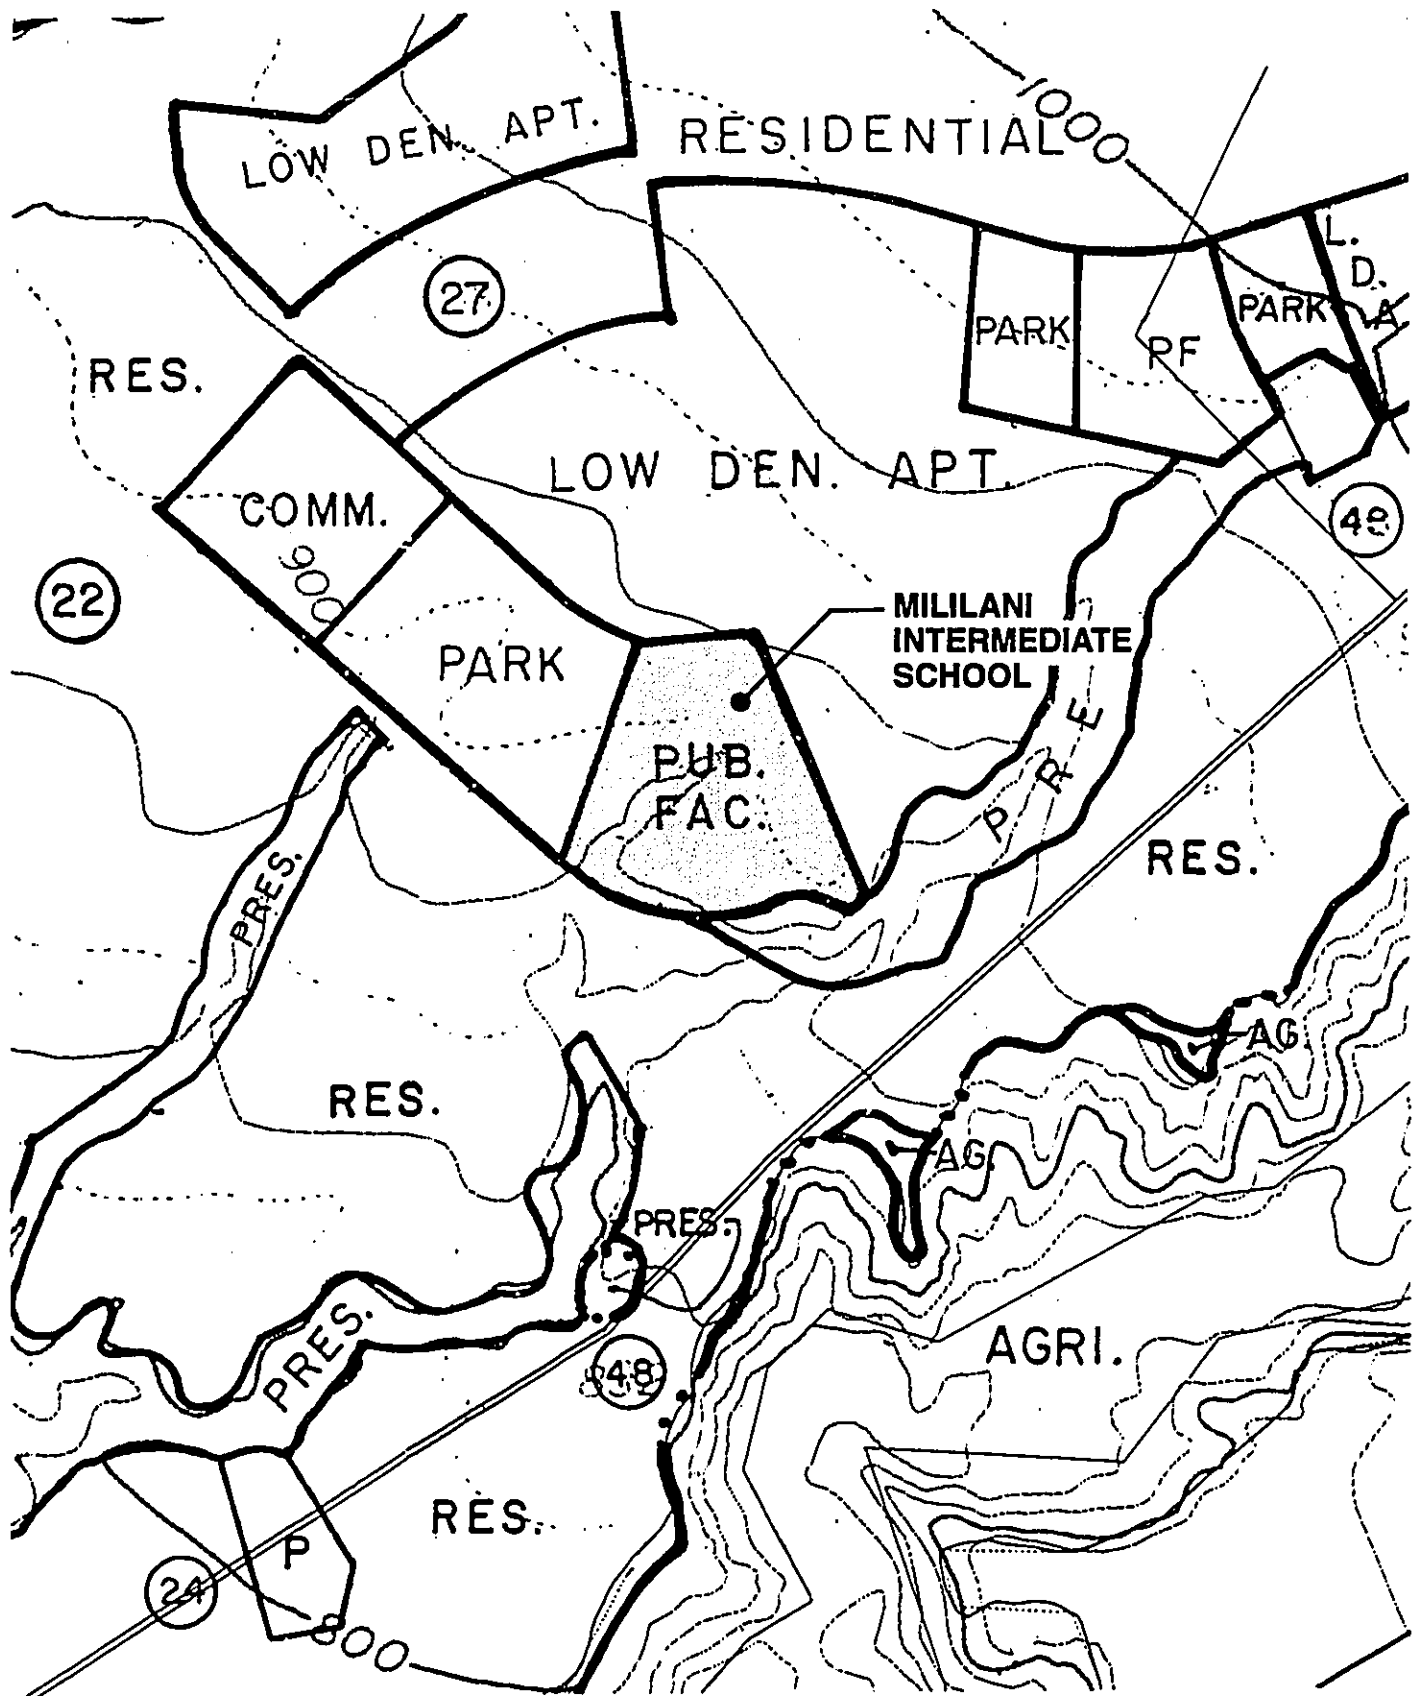 1000
LOW DEN. APT.
RESIDENTIAL
L.
D.
A
27
PARK
PF
PARK
RES.
LOW DEN. APT.
COMM.
900
22
MILILANI
INTERMEDIATE
SCHOOL
PARK
PRE
PUB.
FAC.
RES.
PRES.
AG.
RES.
AG.
PRES.
AGRI.
PRES.
48
RES.
P
24
800